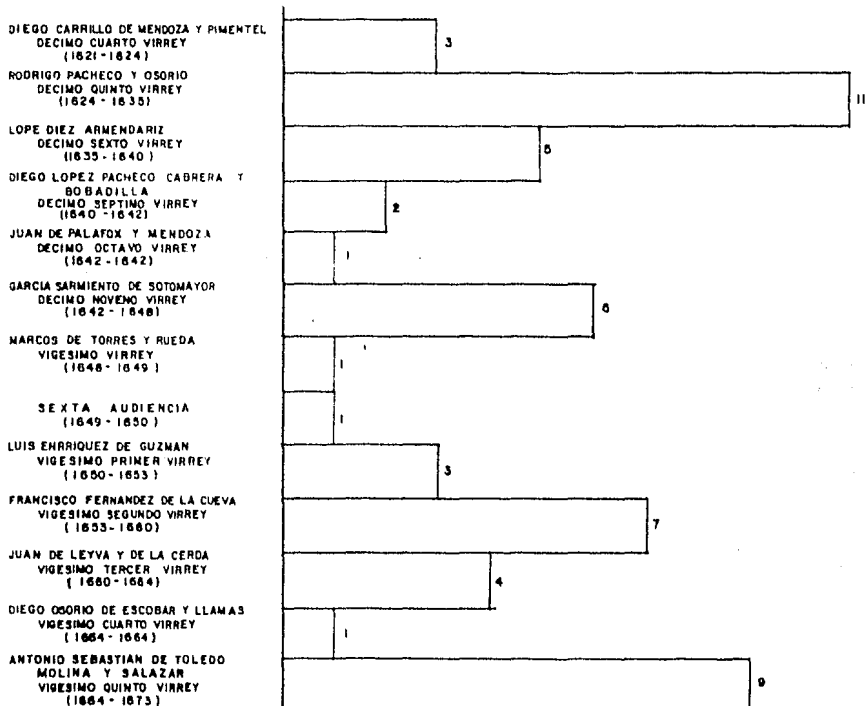 DIEGO CARRILLO DE MENDOZA Y PIMENTEL
DECIMO CUARTO VIRREY
(1621-1624)
3
RODRIGO PACHECO Y OSORIO
DECIMO QUINTO VIRREY
(1624-1635)
11
LOPE DIEZ ARMENDARIZ
DECIMO SEXTO VIRREY
(1635-1640)
5
DIEGO LOPEZ PACHECO CABRERA Y
BOBADILLA
DECIMO SEPTINO VIRREY
(1640-1642)
2
JUAN DE PALAFOX Y MENDOZA
DECIMO OCTAVO VIRREY
(1642-1642)
1
GARCIA SARMIENTO DE SOTOMAYOR
DECIMO NOVENO VIRREY
(1642-1648)
6
MARCOS DE TORRES Y RUEDA
VIGESIMO VIRREY
(1648-1649)
1
SEXTA AUDIENCIA
(1649-1650)
1
LUIS ENRRIQUEZ DE GUZMAN
VIGESIMO PRIMER VIRREY
(1650-1653)
3
FRANCISCO FERNANDEZ DE LA CUEVA
VIGESIMO SEGUNDO VIRREY
(1653-1660)
7
JUAN DE LEYVA Y DE LA CERDA
VIGESIMO TERCER VIRREY
(1660-1664)
4
DIEGO OSORIO DE ESCOBAR Y LLAMAS
VIGESIMO CUARTO VIRREY
(1664-1664)
1
ANTONIO SEBASTIAN DE TOLEDO
MOLINA Y SALAZAR
VIGESIMO QUINTO VIRREY
(1664-1673)
9